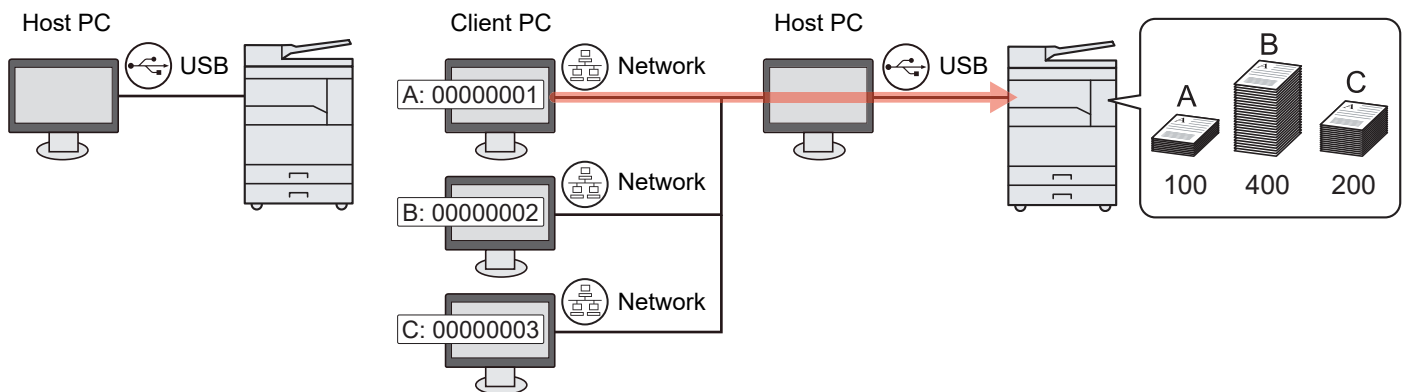 Host PC
USB
Client PC
Network
A: 00000001
Network
B: 00000002
Network
C: 00000003
Host PC
USB
A
B
C
A
A
A
100
400
200